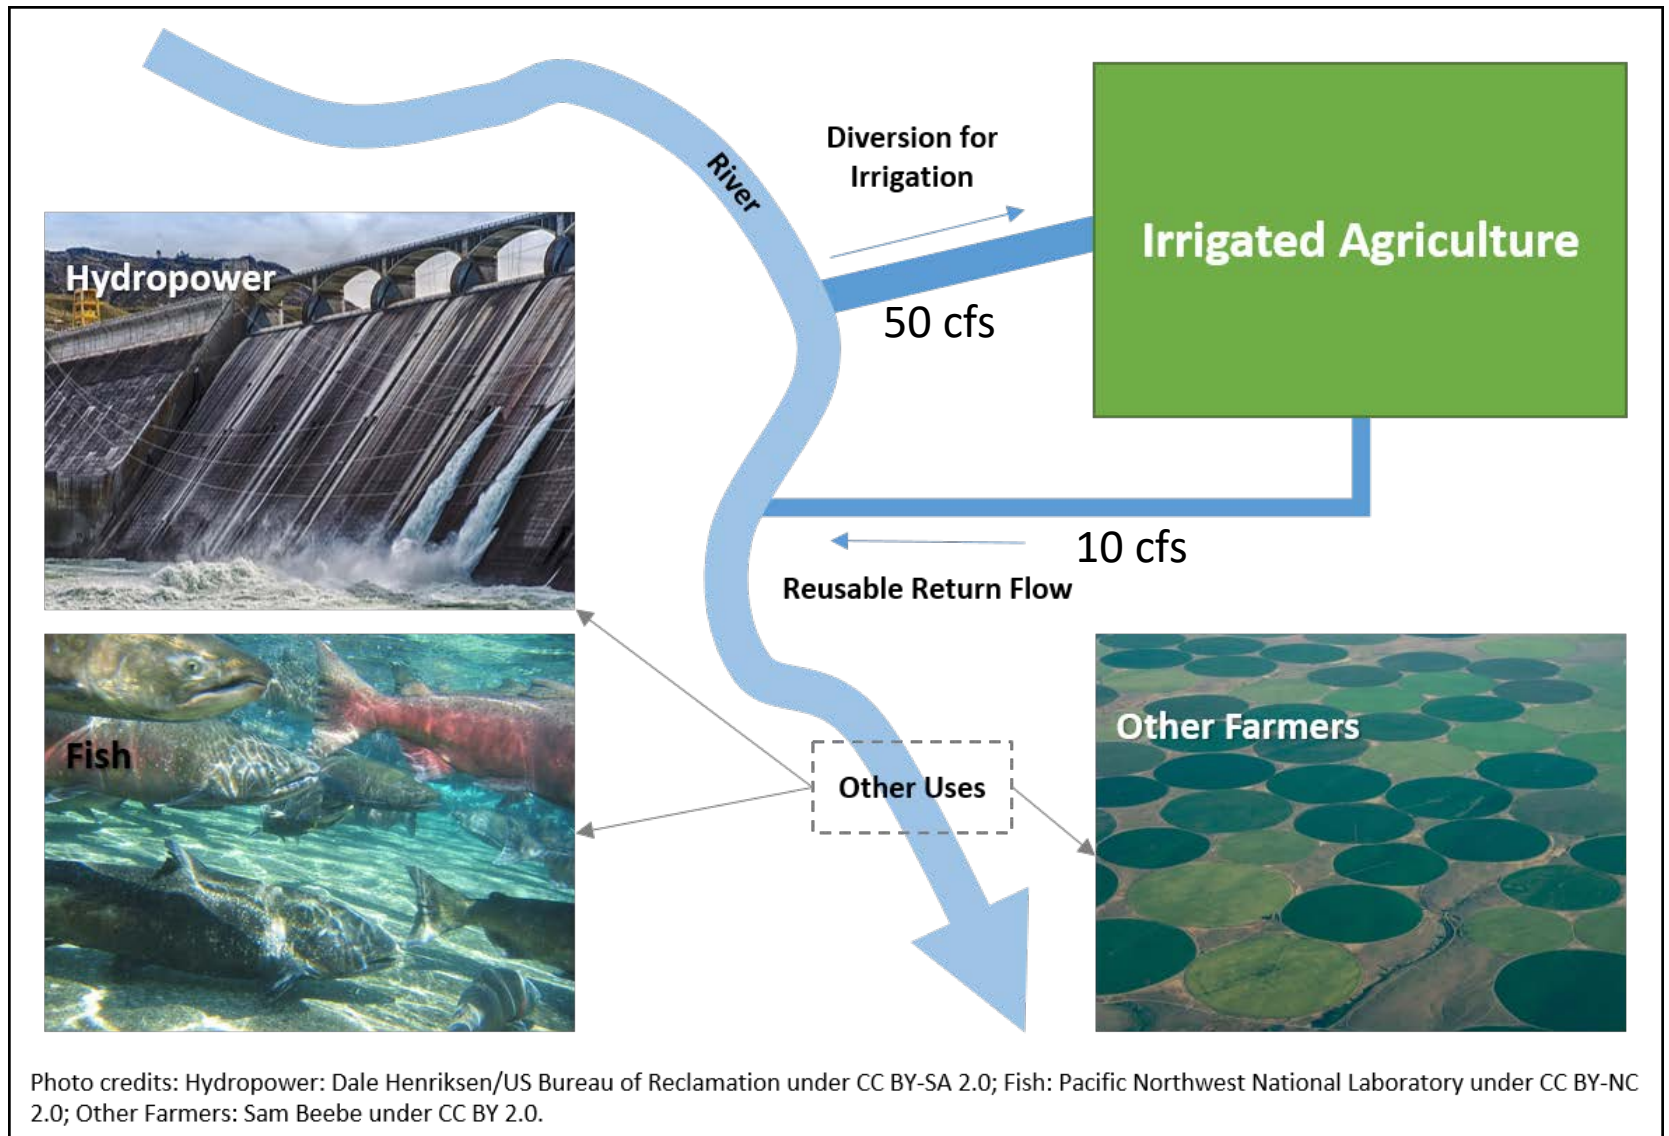 River
Diversion for
Irrigation
Irrigated Agriculture
50 cfs
Hydropower
10 cfs
Reusable Return Flow
Fish
Other Uses
Other Farmers
Photo credits: Hydropower: Dale Henriksen/US Bureau of Reclamation under CC BY-SA 2.0; Fish: Pacific Northwest National Laboratory under CC BY-NC
2.0; Other Farmers: Sam Beebe under CC BY 2.0.